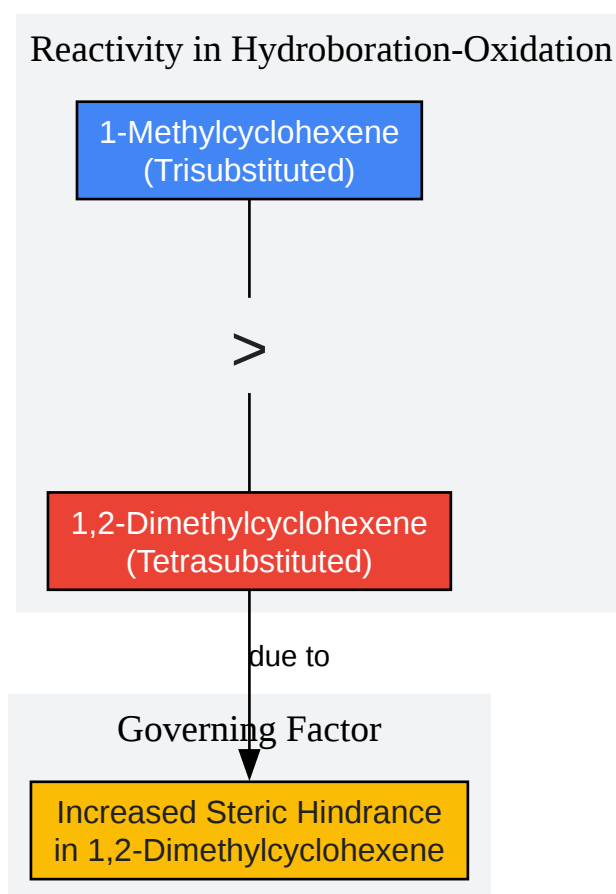 Reactivity in Hydroboration-Oxidation
1-Methylcyclohexene
(Trisubstituted)
>
1,2-Dimethylcyclohexene
(Tetrasubstituted)
due to
Governing Factor
Increased Steric Hindrance
in 1,2-Dimethylcyclohexene